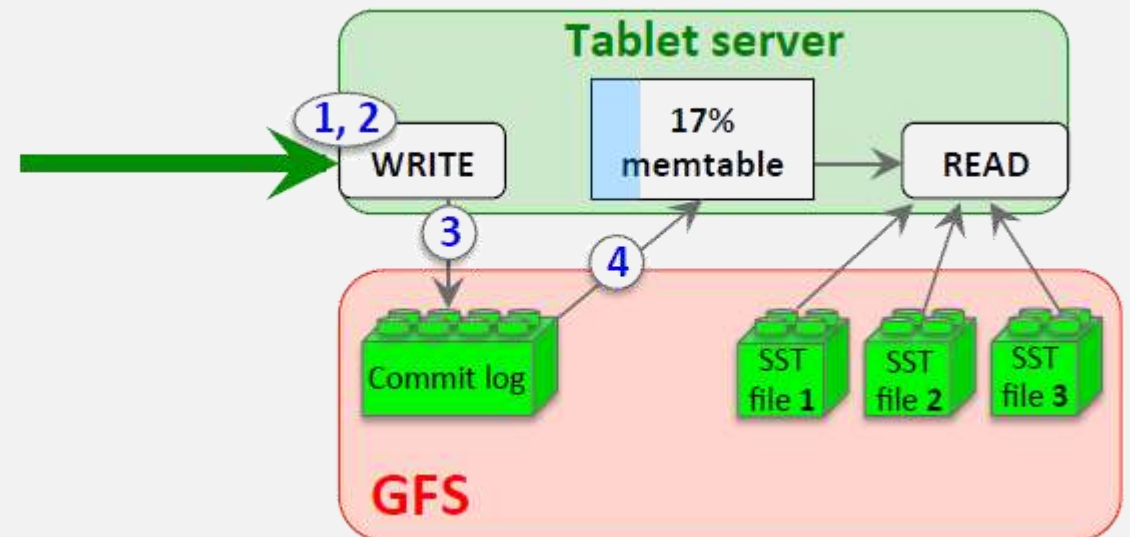 Tablet server
1, 2
WRITE
17%
memtable
READ
3
4
Commit log
SST
file 1
SST
file 2
SST
file 3
GFS